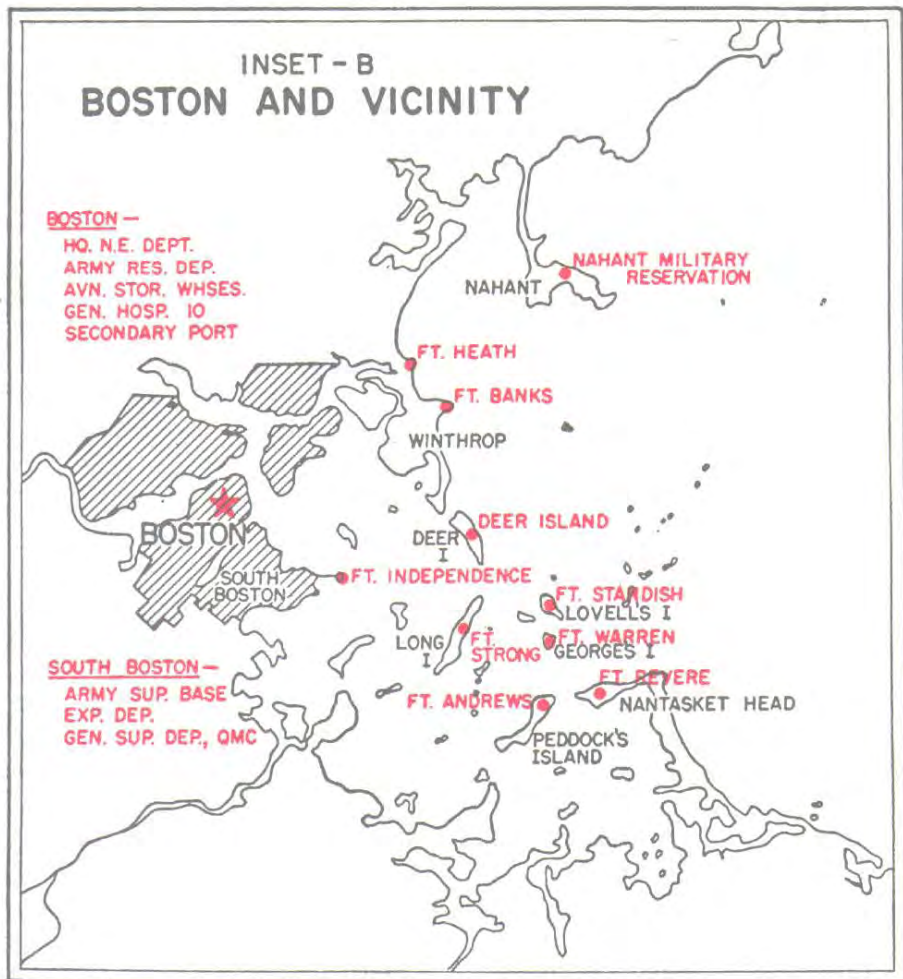 INSET - B
BOSTON AND VICINITY
BOSTON —
HQ. N.E. DEPT.
ARMY RES. DEP.
AVN. STOR. WHSES.
GEN. HOSP. 10
SECONDARY PORT
NAHANT MILITARY
RESERVATION
NAHANT
FT. HEATH
FT. BANKS
WINTHROP
BOSTON
DEER ISLAND
DEER
I
SOUTH
BOSTON
FT. INDEPENDENCE
FT. STANDISH
LOVELLS I
LONG
I
FT.
STRONG
FT. WARREN
GEORGES I
SOUTH BOSTON —
ARMY SUP. BASE
EXP. DEP.
GEN. SUP. DEP., QMC
FT. REVERE
NANTASKET HEAD
FT. ANDREWS
PEDDOCK'S
ISLAND